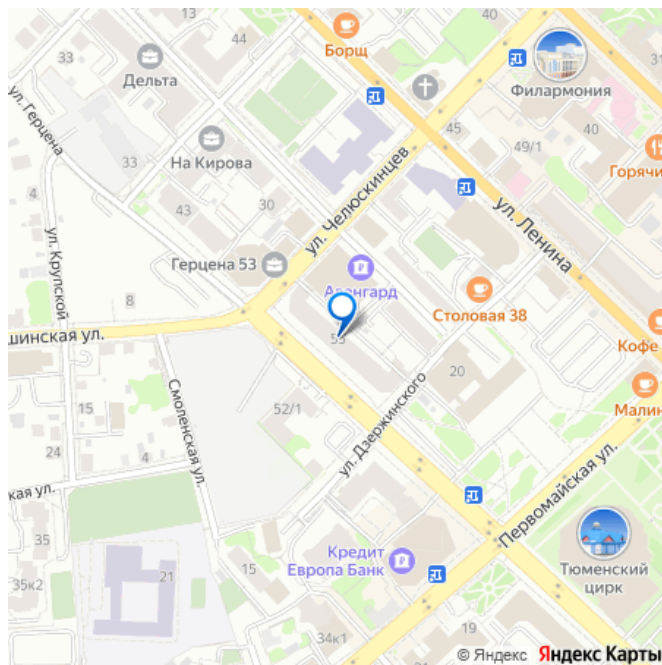 40
31
Борщ
44
33
Дельта
Филармония
45
49/1
40
ул. Герцена
На Кирова
Горячи
33
4
43
30
ул. Челюскинцев
ул. Ленина
ул. Крупской
Герцена 53
Авангард
8
Столовая 38
шинская ул.
Кофе
20
Малин
15
52/1
ул. Дзержинского
Смоленская ул.
24
4
Первомайская ул.
кая ул.
35
Кредит
Европа Банк
Тюменский
цирк
21
15
35к2
34к1
19
© Яндекс Яндекс Карты